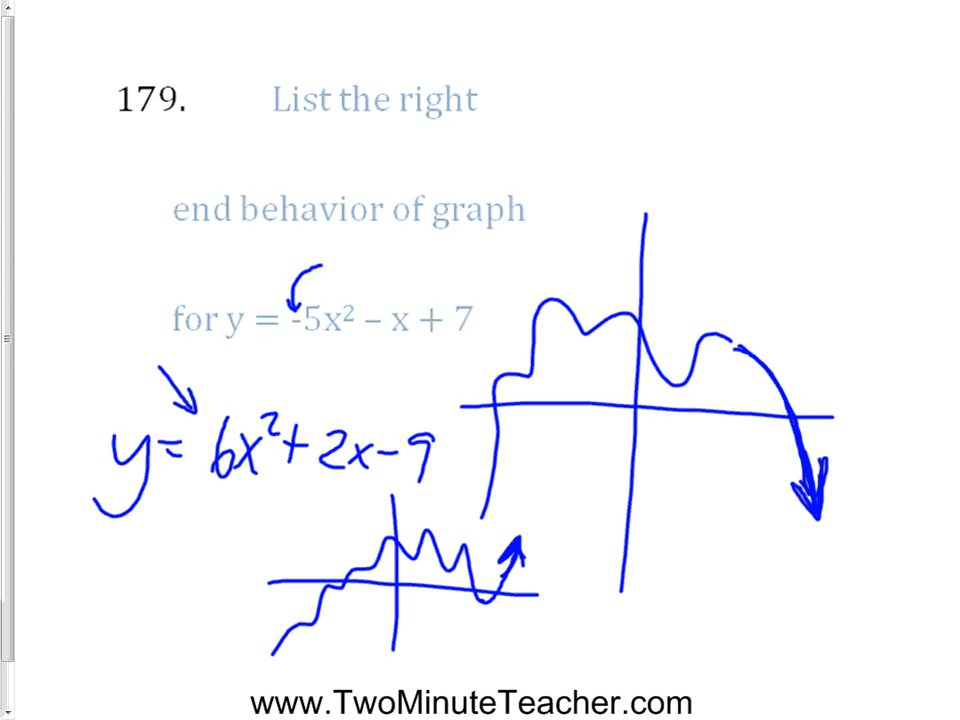 179. List the right
end behavior of graph
for y = -5x² – x + 7
y = 6x² + 2x - 9
www.TwoMinuteTeacher.com